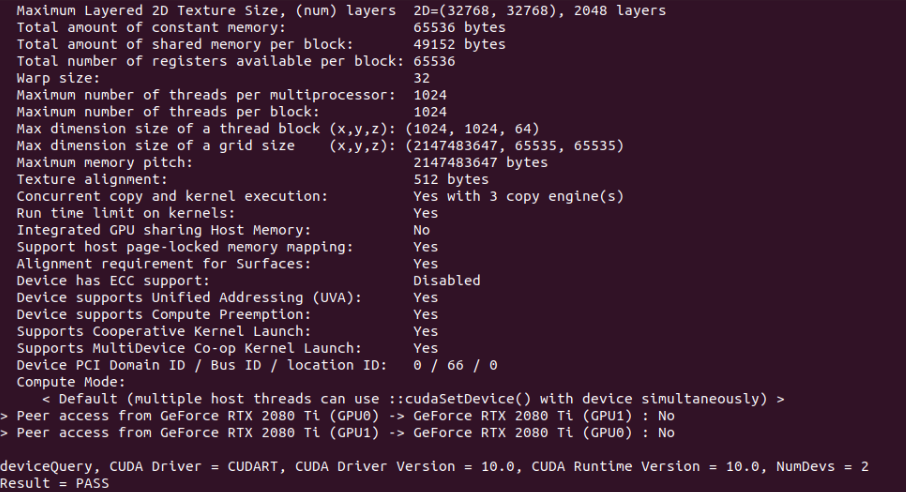 Maximum Layered 2D Texture Size, (num) layers  2D=(32768, 32768), 2048 layers
Total amount of constant memory:               65536 bytes
Total amount of shared memory per block:       49152 bytes
Total number of registers available per block: 65536
Warp size:                                     32
Maximum number of threads per multiprocessor:  1024
Maximum number of threads per block:           1024
Max dimension size of a thread block (x,y,z): (1024, 1024, 64)
Max dimension size of a grid size    (x,y,z): (2147483647, 65535, 65535)
Maximum memory pitch:                          2147483647 bytes
Texture alignment:                             512 bytes
Concurrent copy and kernel execution:          Yes with 3 copy engine(s)
Run time limit on kernels:                     Yes
Integrated GPU sharing Host Memory:            No
Support host page-locked memory mapping:       Yes
Alignment requirement for Surfaces:            Yes
Device has ECC support:                        Disabled
Device supports Unified Addressing (UVA):      Yes
Device supports Compute Preemption:            Yes
Supports Cooperative Kernel Launch:            Yes
Supports MultiDevice Co-op Kernel Launch:      Yes
Device PCI Domain ID / Bus ID / location ID:   0 / 66 / 0
Compute Mode:
< Default (multiple host threads can use ::cudaSetDevice() with device simultaneously) >
> Peer access from GeForce RTX 2080 Ti (GPU0) -> GeForce RTX 2080 Ti (GPU1) : No
> Peer access from GeForce RTX 2080 Ti (GPU1) -> GeForce RTX 2080 Ti (GPU0) : No
deviceQuery, CUDA Driver = CUDART, CUDA Driver Version = 10.0, CUDA Runtime Version = 10.0, NumDevs = 2
Result = PASS